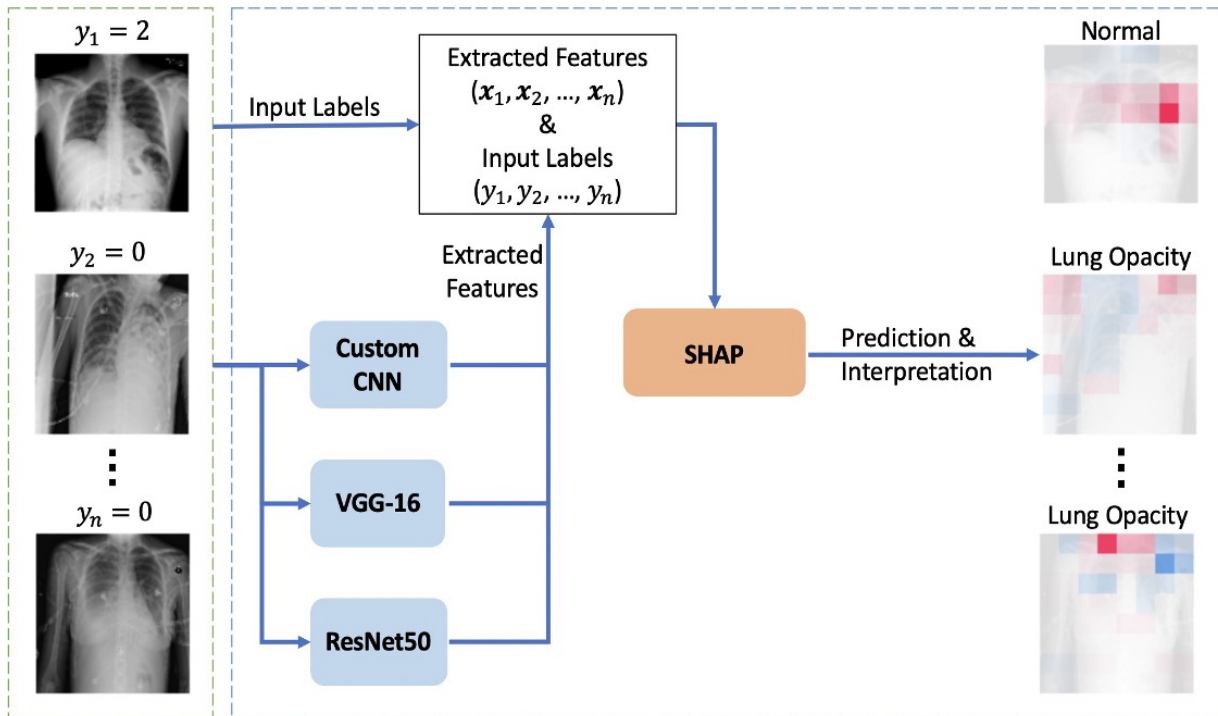 y₁ = 2
y₂ = 0
yₙ = 0
Input Labels
Extracted Features
(x₁, x₂, ..., xₙ)
&
Input Labels
(y₁, y₂, ..., yₙ)
Extracted
Features
Custom
CNN
VGG-16
ResNet50
SHAP
Prediction &
Interpretation
Normal
Lung Opacity
Lung Opacity